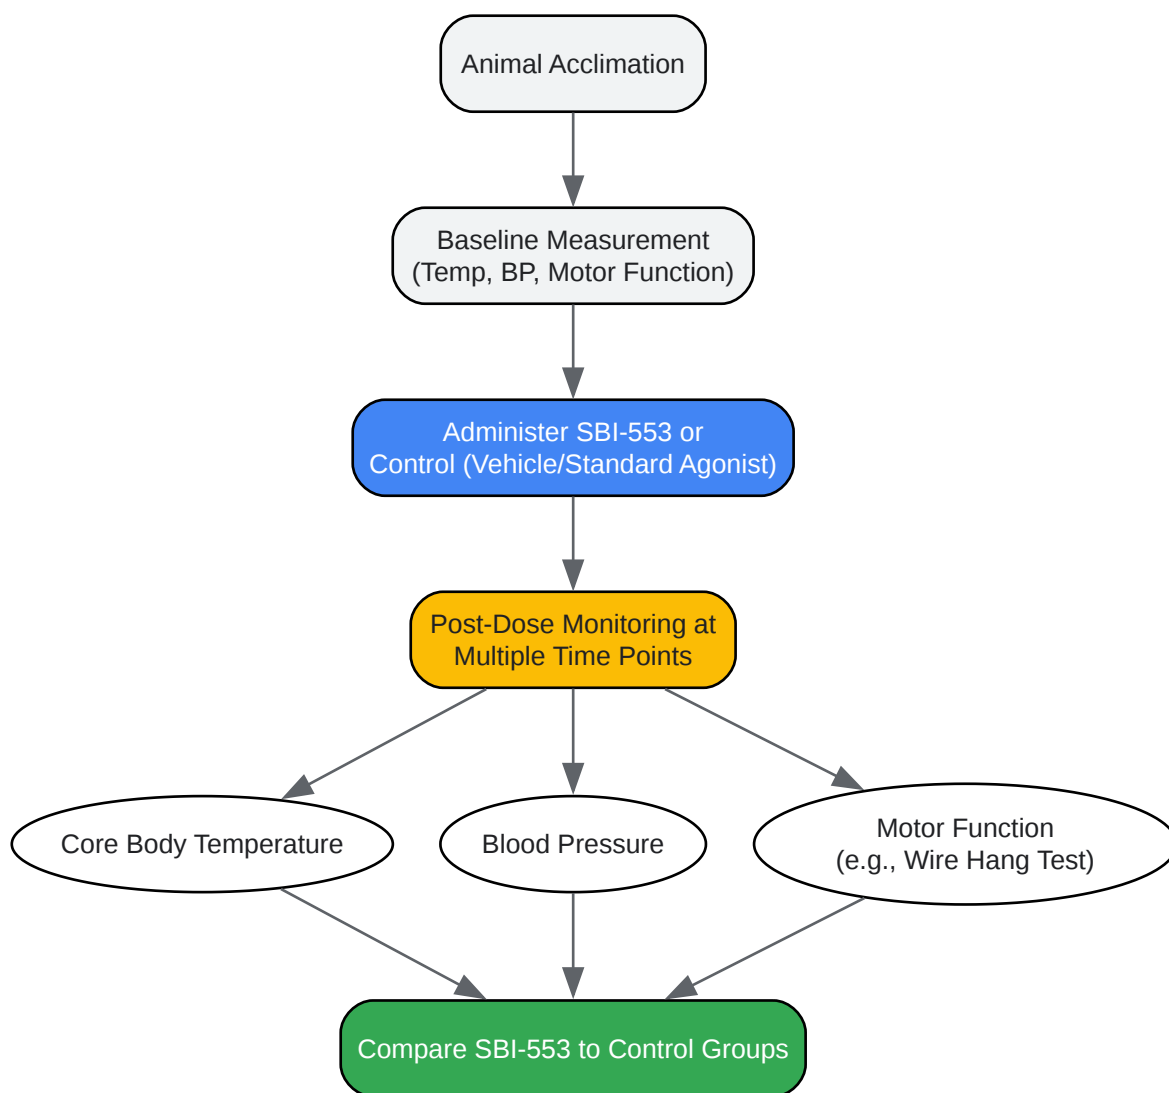 Animal Acclimation
Baseline Measurement
(Temp, BP, Motor Function)
Administer SBI-553 or
Control (Vehicle/Standard Agonist)
Post-Dose Monitoring at
Multiple Time Points
Core Body Temperature
Blood Pressure
Motor Function
(e.g., Wire Hang Test)
Compare SBI-553 to Control Groups